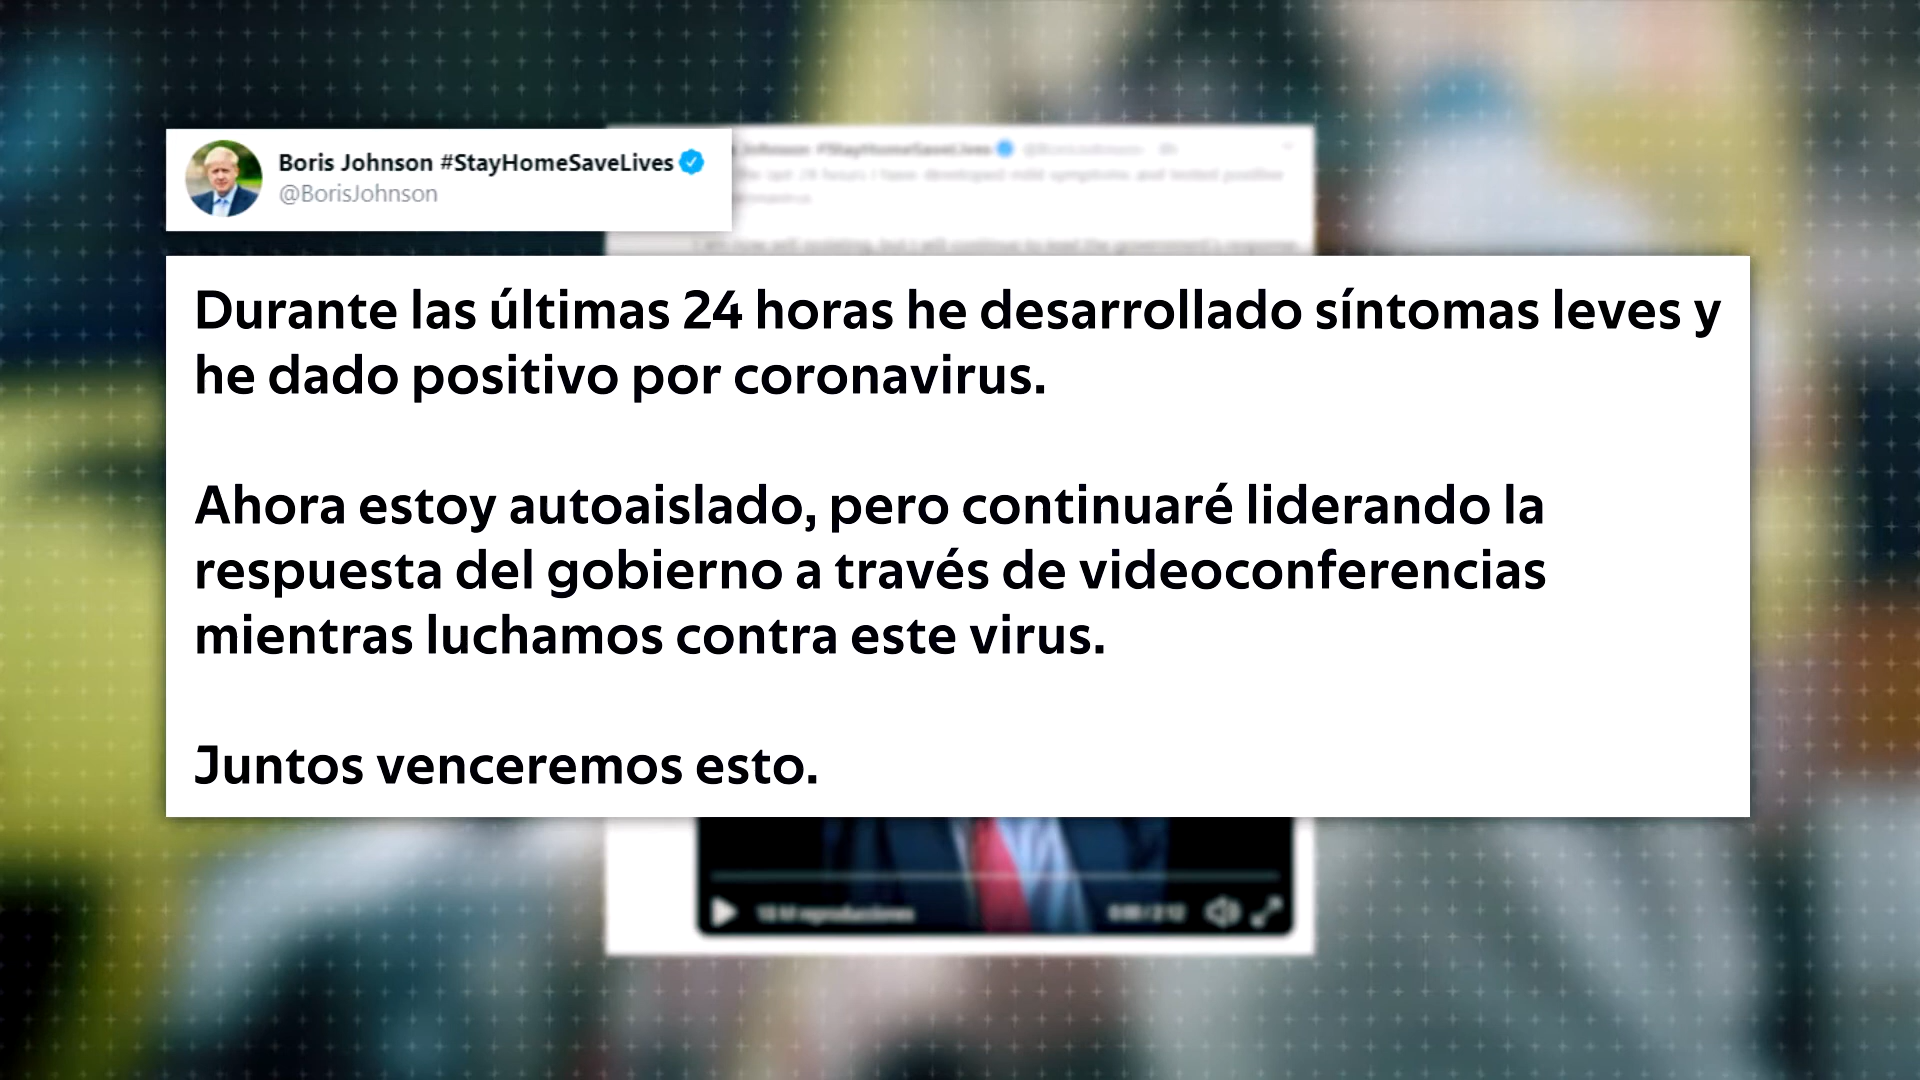 Boris Johnson #StayHomeSaveLives
@BorisJohnson
Durante las últimas 24 horas he desarrollado síntomas leves y
he dado positivo por coronavirus.
Ahora estoy autoaislado, pero continuaré liderando la
respuesta del gobierno a través de videoconferencias
mientras luchamos contra este virus.
Juntos venceremos esto.